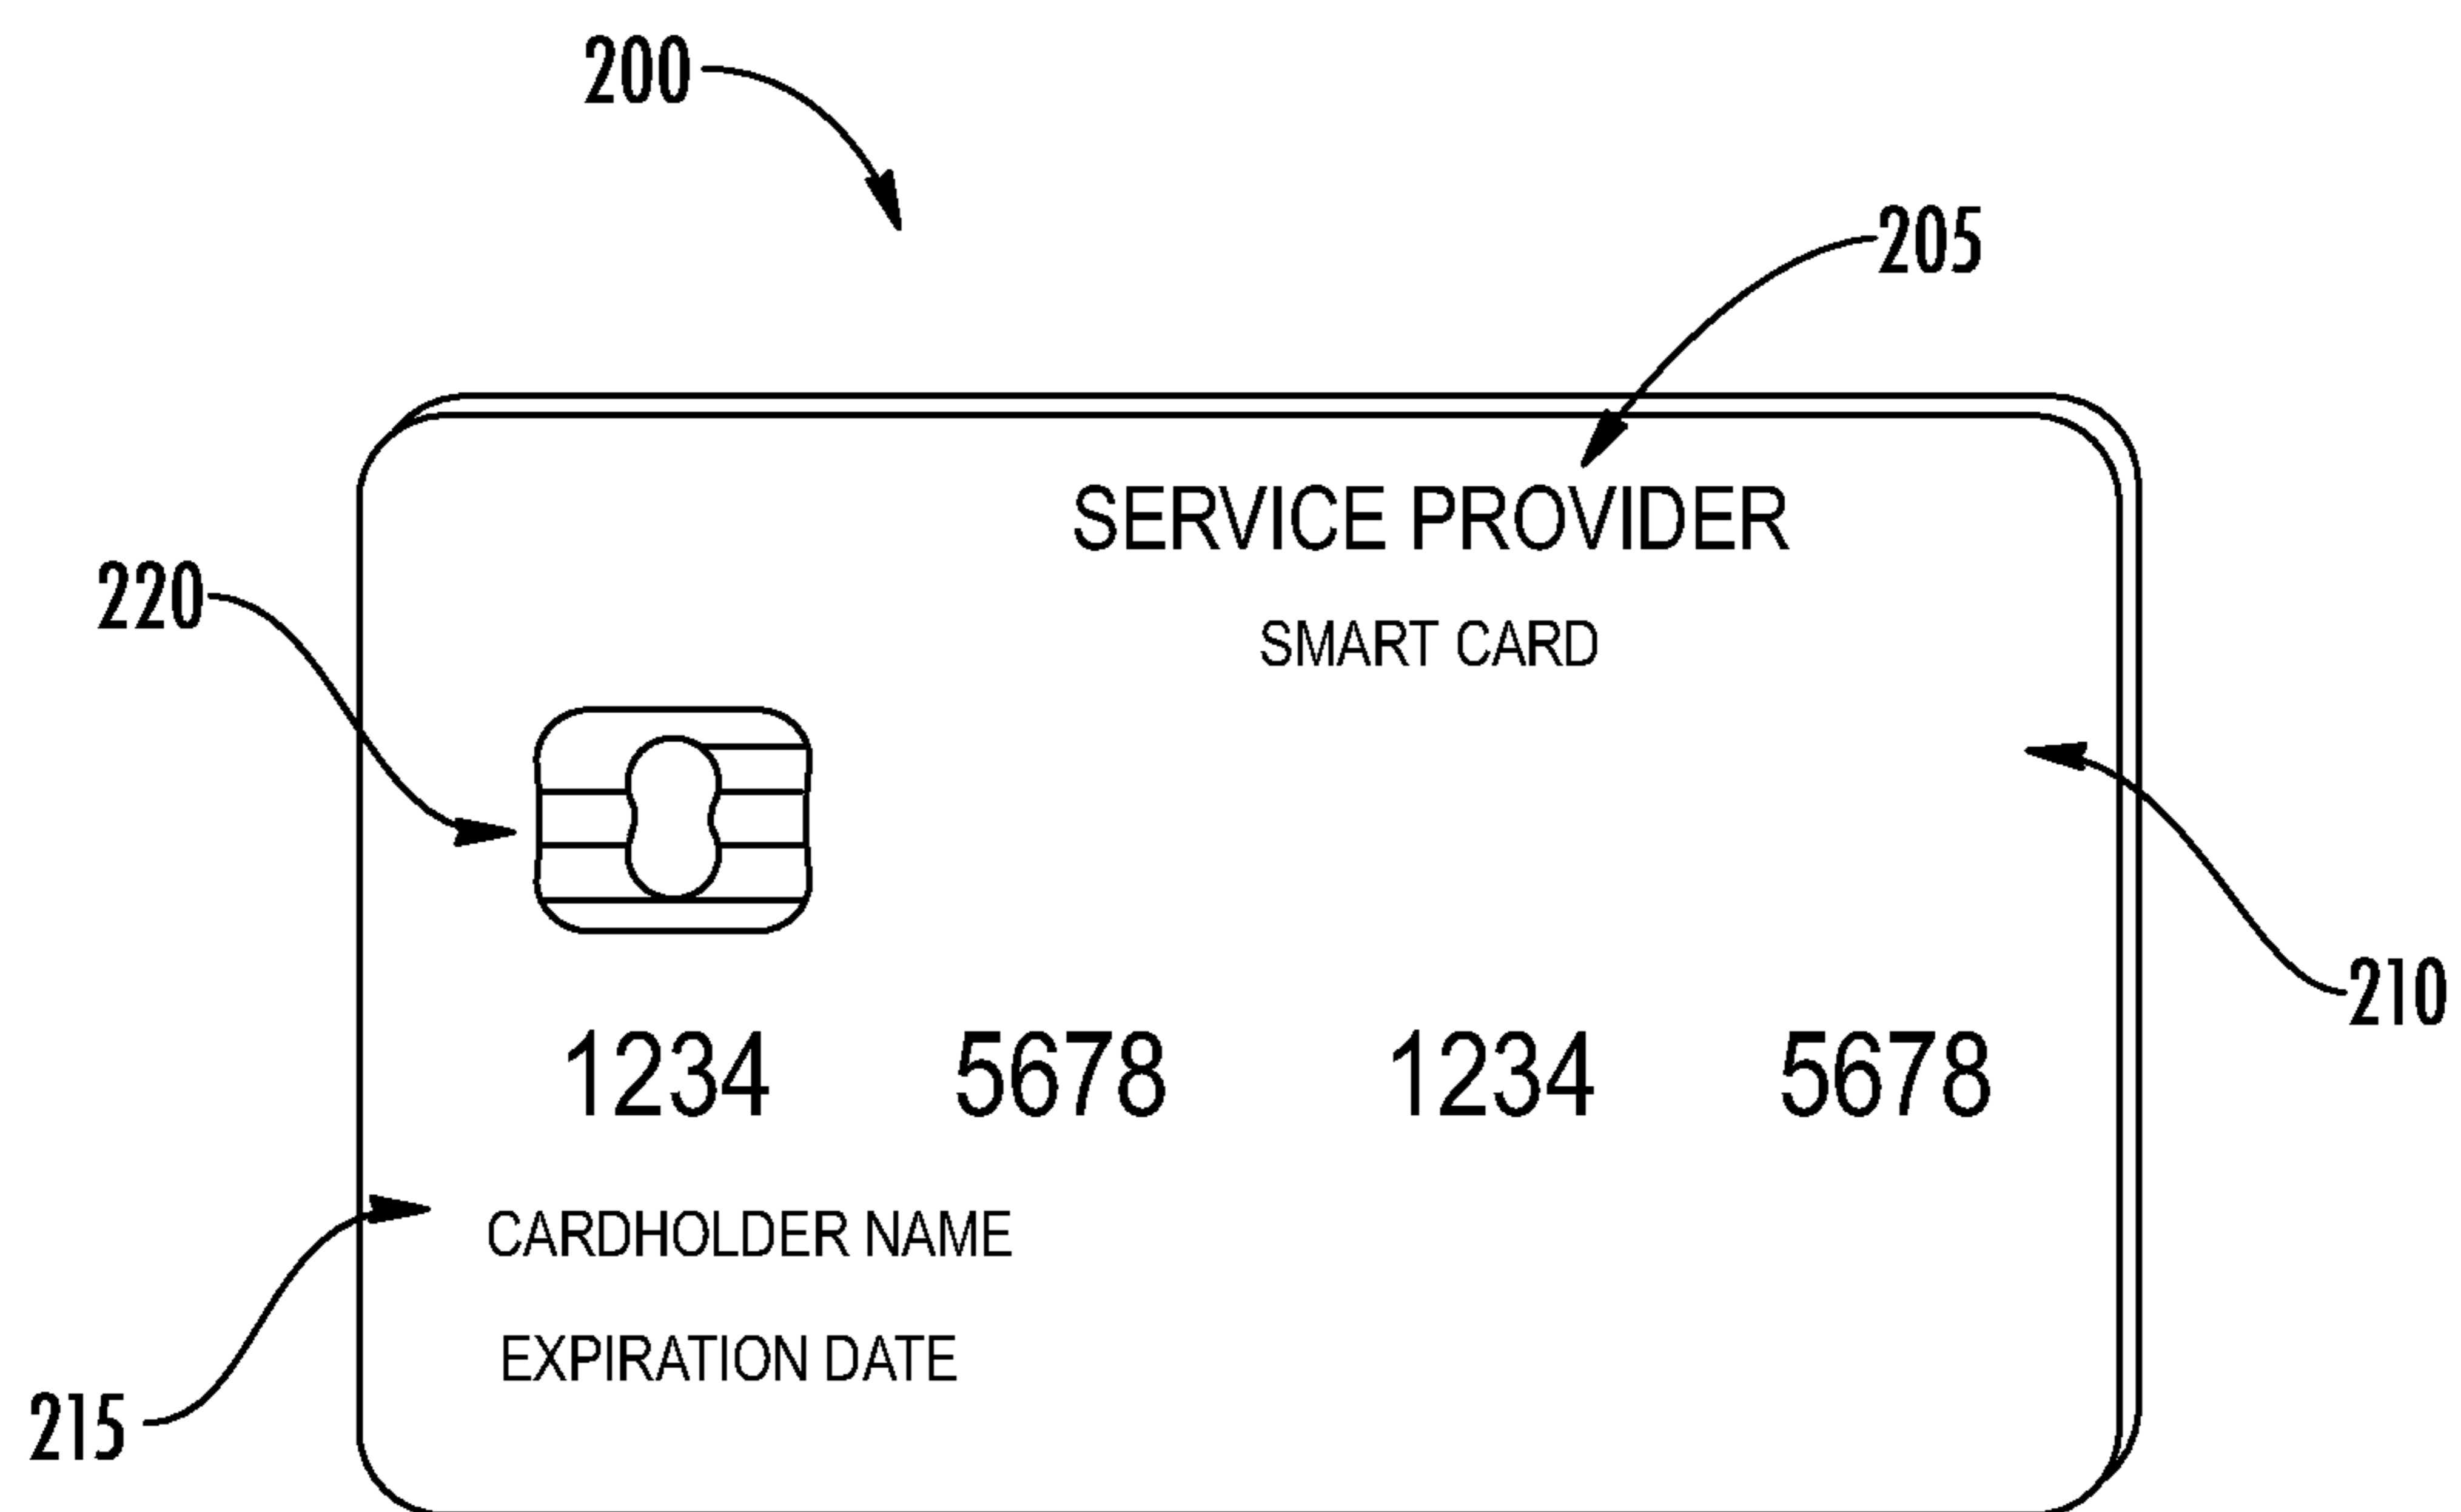 200
205
SERVICE PROVIDER
220
SMART CARD
210
1234 5678 1234 5678
CARDHOLDER NAME
EXPIRATION DATE
215